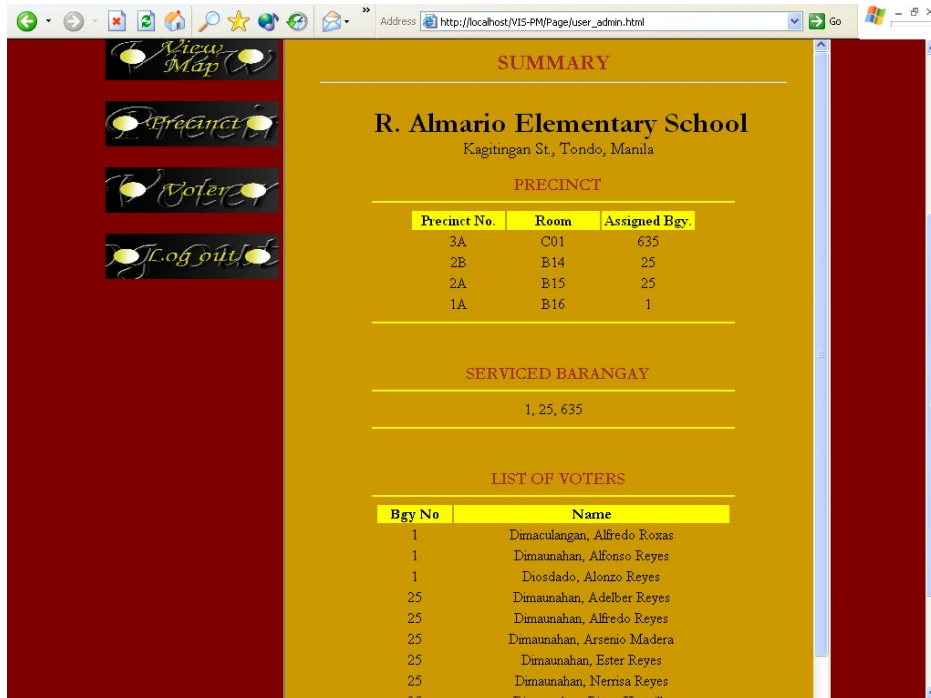 Address http://localhost/VIS-PM/Page/user_admin.html Go
View
Map
Precinct
Voter
Log out
SUMMARY
R. Almario Elementary School
Kagitingan St., Tondo, Manila
PRECINCT
Precinct No. Room Assigned Bgy.
3A C01 635
2B B14 25
2A B15 25
1A B16 1
SERVICED BARANGAY
1, 25, 635
LIST OF VOTERS
Bgy No Name
1 Dimaculangan, Alfredo Roxas
1 Dimaunahan, Alfonso Reyes
1 Diosdado, Alonzo Reyes
25 Dimaunahan, Adelber Reyes
25 Dimaunahan, Alfredo Reyes
25 Dimaunahan, Arsenio Madera
25 Dimaunahan, Ester Reyes
25 Dimaunahan, Nerrisa Reyes